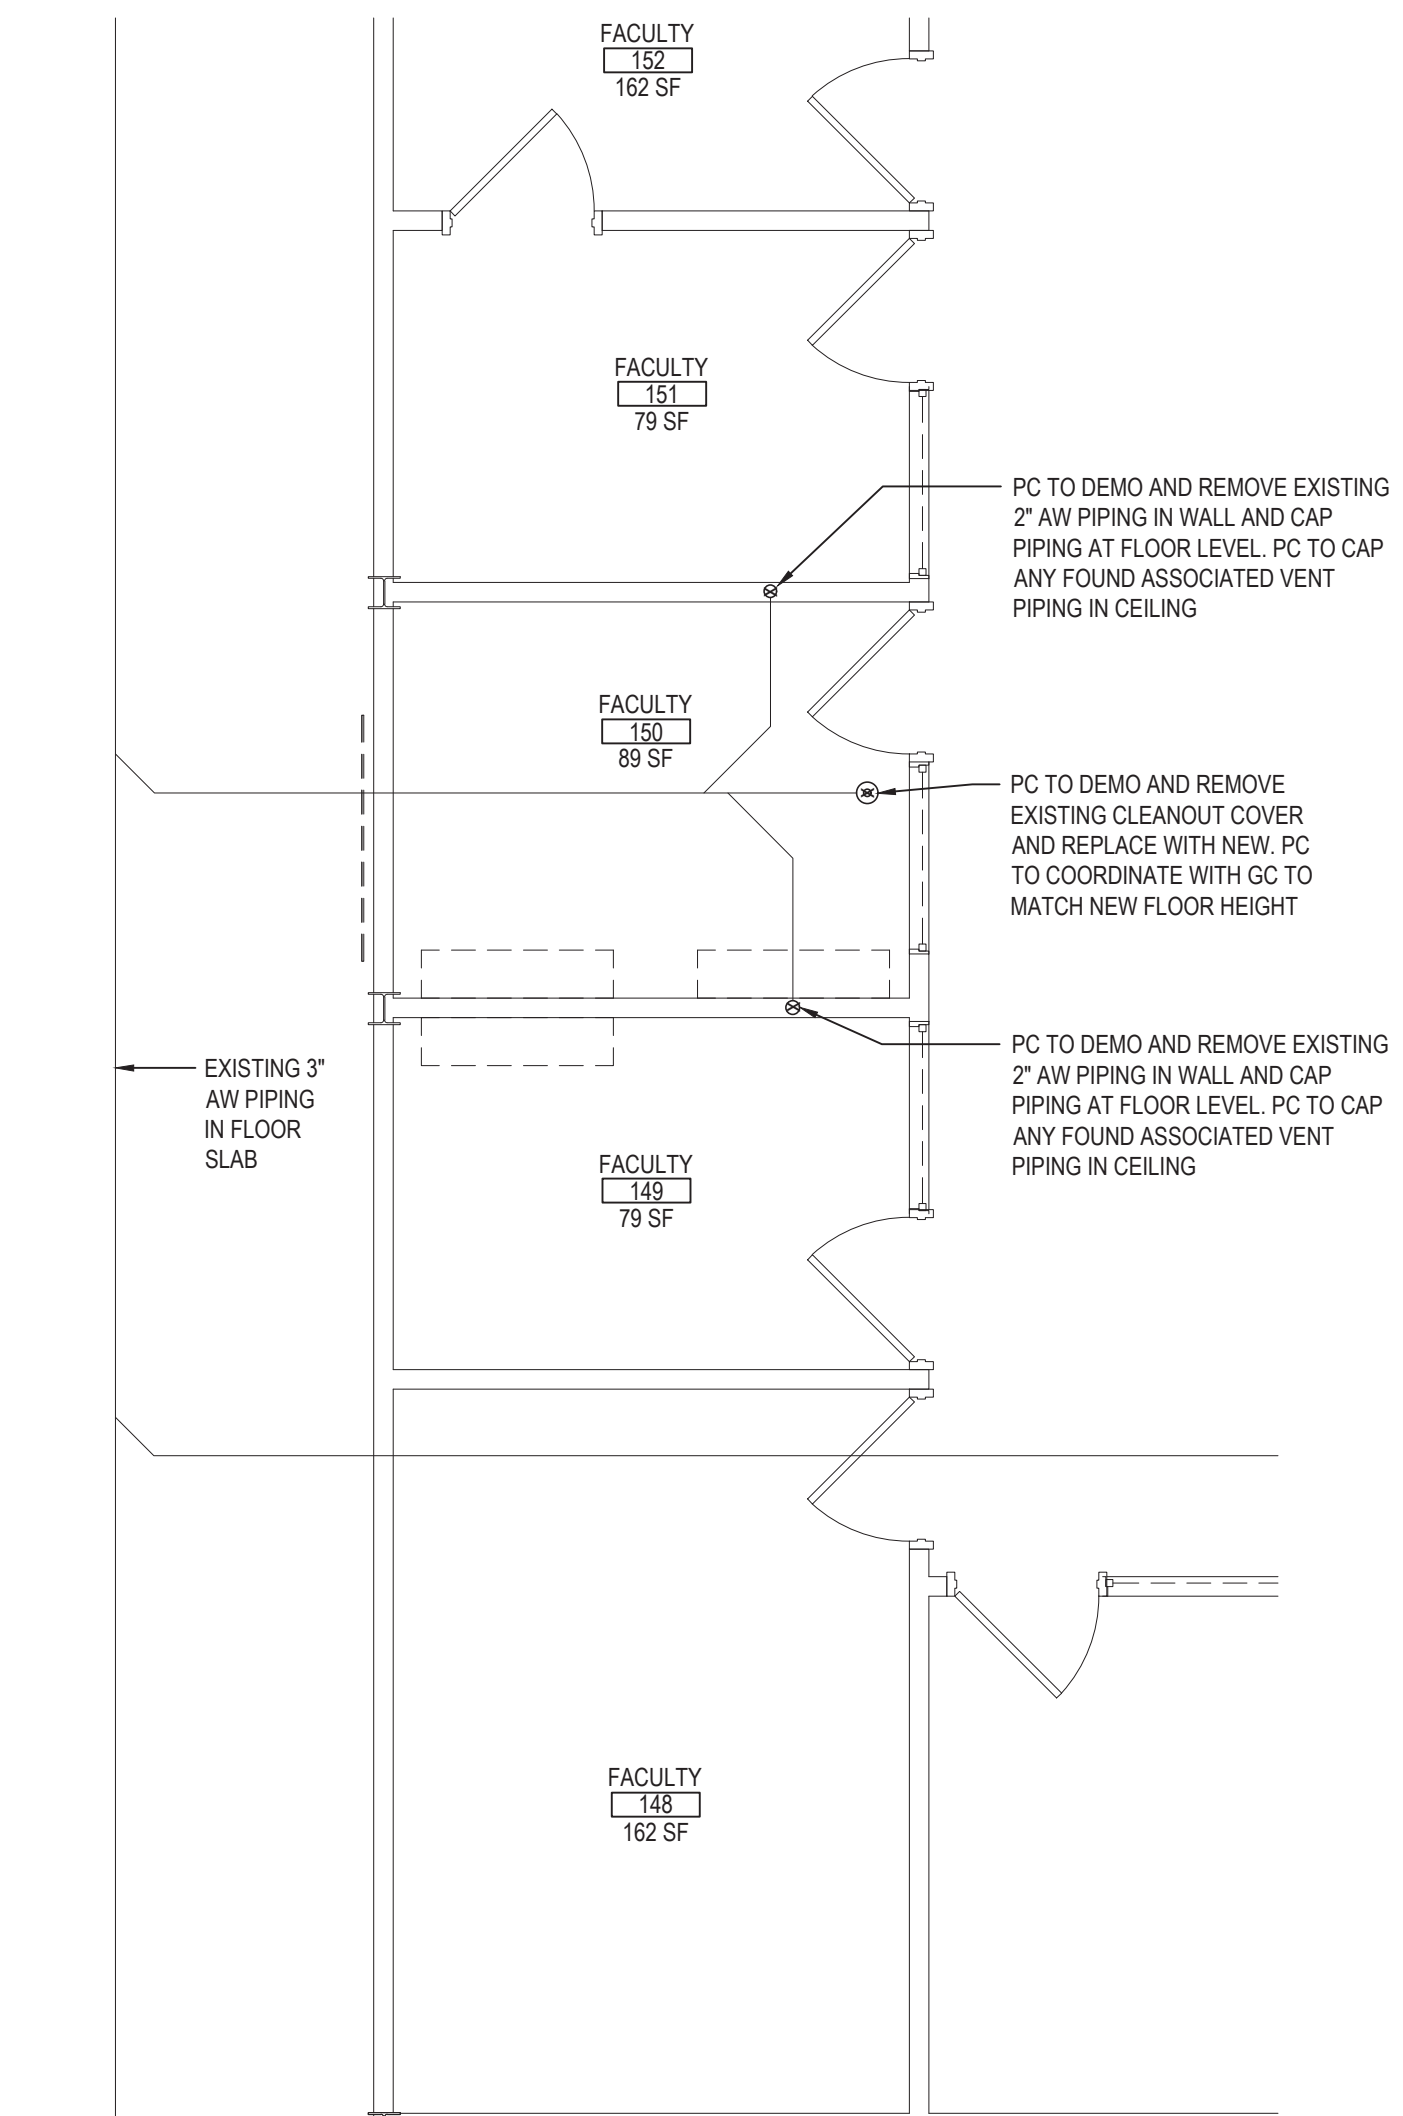 FACULTY
152
162 SF
FACULTY
151
79 SF
PC TO DEMO AND REMOVE EXISTING
2" AW PIPING IN WALL AND CAP
PIPING AT FLOOR LEVEL. PC TO CAP
ANY FOUND ASSOCIATED VENT
PIPING IN CEILING
FACULTY
150
89 SF
PC TO DEMO AND REMOVE
EXISTING CLEANOUT COVER
AND REPLACE WITH NEW. PC
TO COORDINATE WITH GC TO
MATCH NEW FLOOR HEIGHT
EXISTING 3"
AW PIPING
IN FLOOR
SLAB
PC TO DEMO AND REMOVE EXISTING
2" AW PIPING IN WALL AND CAP
PIPING AT FLOOR LEVEL. PC TO CAP
ANY FOUND ASSOCIATED VENT
PIPING IN CEILING
FACULTY
149
79 SF
FACULTY
148
162 SF